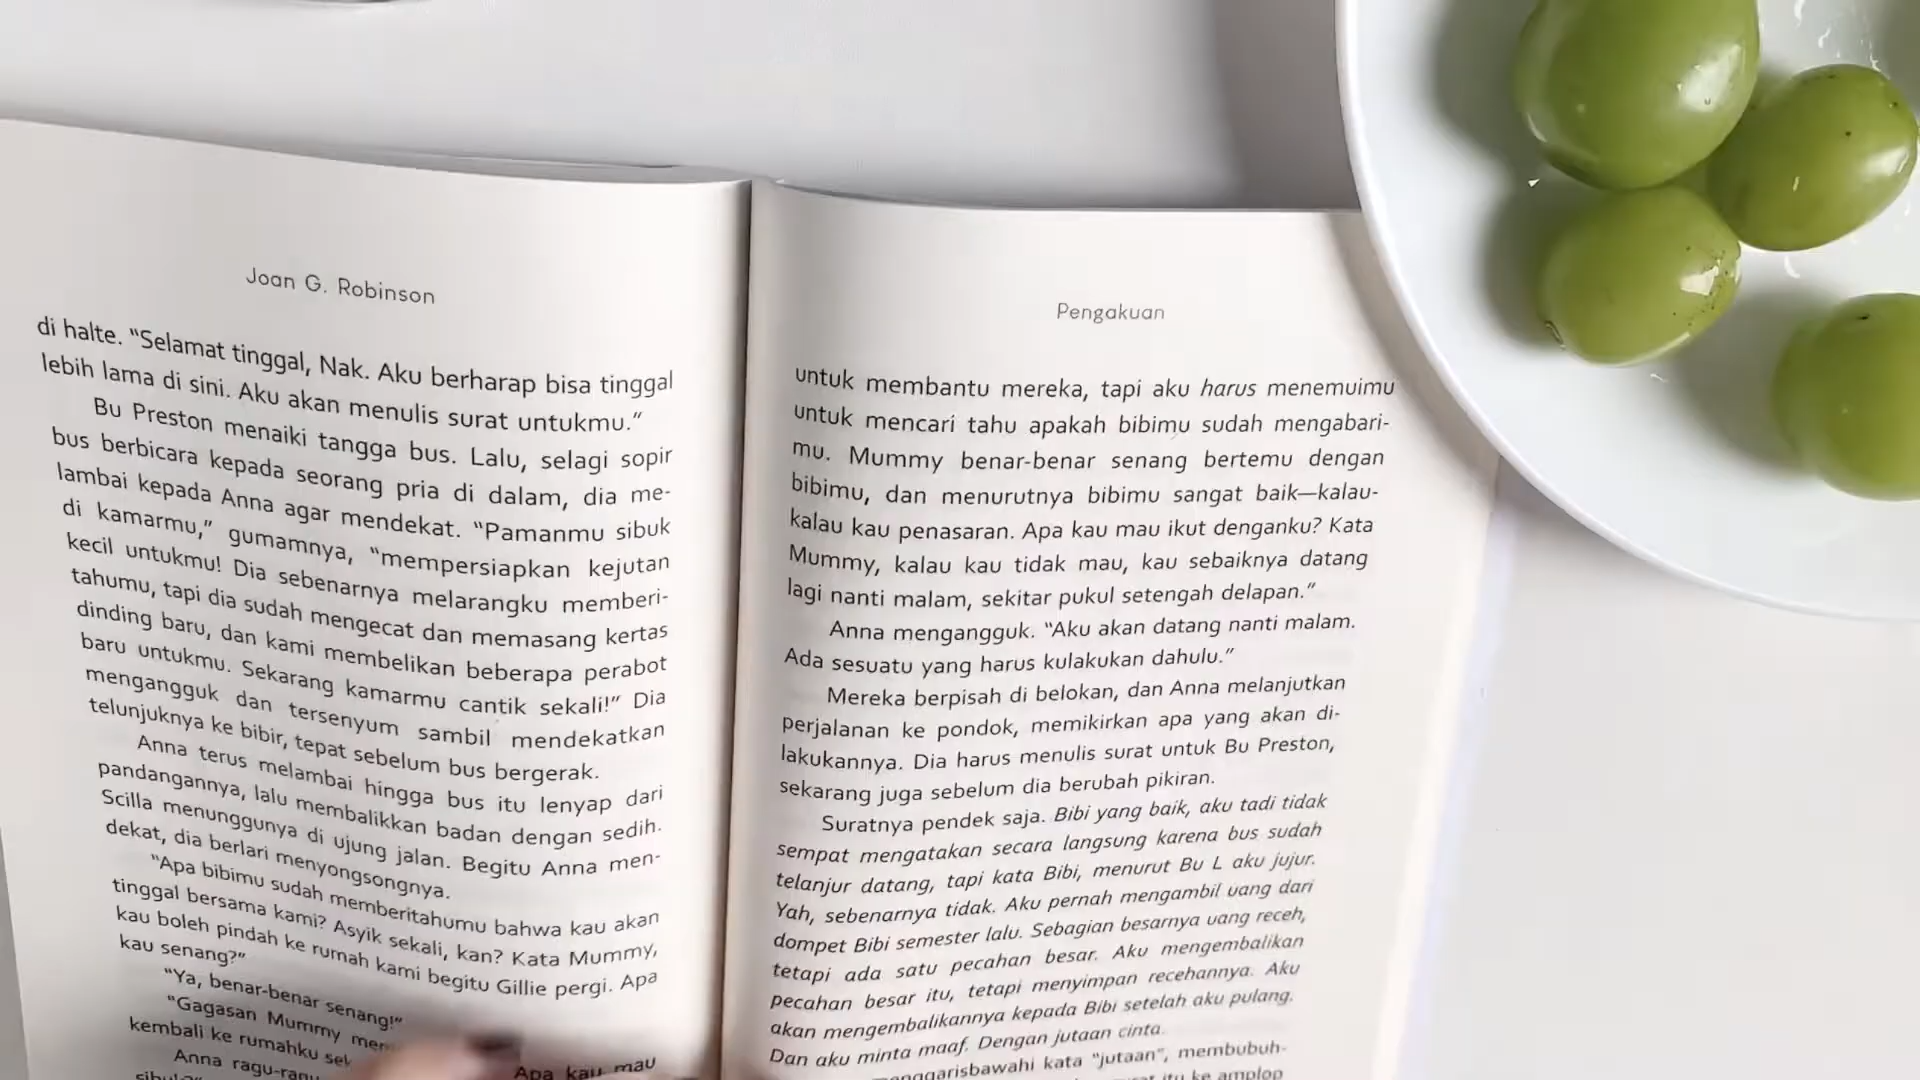 Joan G. Robinson
di halte. “Selamat tinggal, Nak. Aku berharap bisa tinggal
lebih lama di sini. Aku akan menulis surat untukmu.”
Bu Preston menaiki tangga bus. Lalu, selagi sopir
bus berbicara kepada seorang pria di dalam, dia me-
lambai kepada Anna agar mendekat. “Pamanmu sibuk
di kamarmu,” gumamnya, “mempersiapkan kejutan
kecil untukmu! Dia sebenarnya melarangku memberi-
tahumu, tapi dia sudah mengecat dan memasang kertas
dinding baru, dan kami membelikan beberapa perabot
baru untukmu. Sekarang kamarmu cantik sekali!” Dia
mengangguk dan tersenyum sambil mendekatkan
telunjuknya ke bibir, tepat sebelum bus bergerak.
Anna terus melambai hingga bus itu lenyap dari
pandangannya, lalu membalikkan badan dengan sedih.
Scilla menunggunya di ujung jalan. Begitu Anna men-
dekat, dia berlari menyongsongnya.
“Apa bibimu sudah memberitahumu bahwa kau akan
tinggal bersama kami? Asyik sekali, kan? Kata Mummy,
kau boleh pindah ke rumah kami begitu Gillie pergi. Apa
kau senang?”
“Ya, benar-benar senang!”
“Gagasan Mummy
kembali ke rumahku
Apa kau mau
Anna ragu-ragu
Pengakuan
untuk membantu mereka, tapi aku harus menemuimu
untuk mencari tahu apakah bibimu sudah mengabari-
mu. Mummy benar-benar senang bertemu dengan
bibimu, dan menurutnya bibimu sangat baik—kalau-
kalau kau penasaran. Apa kau mau ikut denganku? Kata
Mummy, kalau kau tidak mau, kau sebaiknya datang
lagi nanti malam, sekitar pukul setengah delapan.”
Anna mengangguk. “Aku akan datang nanti malam.
Ada sesuatu yang harus kulakukan dahulu.”
Mereka berpisah di belokan, dan Anna melanjutkan
perjalanan ke pondok, memikirkan apa yang akan di-
lakukannya. Dia harus menulis surat untuk Bu Preston,
sekarang juga sebelum dia berubah pikiran.
Suratnya pendek saja. Bibi yang baik, aku tadi tidak
sempat mengatakan secara langsung karena bus sudah
telanjur datang, tapi kata Bibi, menurut Bu L aku jujur.
Yah, sebenarnya tidak. Aku pernah mengambil uang dari
dompet Bibi semester lalu. Sebagian besarnya uang receh,
tetapi ada satu pecahan besar. Aku mengembalikan
pecahan besar itu, tetapi menyimpan recehannya. Aku
akan mengembalikannya kepada Bibi setelah aku pulang.
Dan aku minta maaf. Dengan jutaan cinta.
kata “jutaan”, membubuh-
itu ke amplop